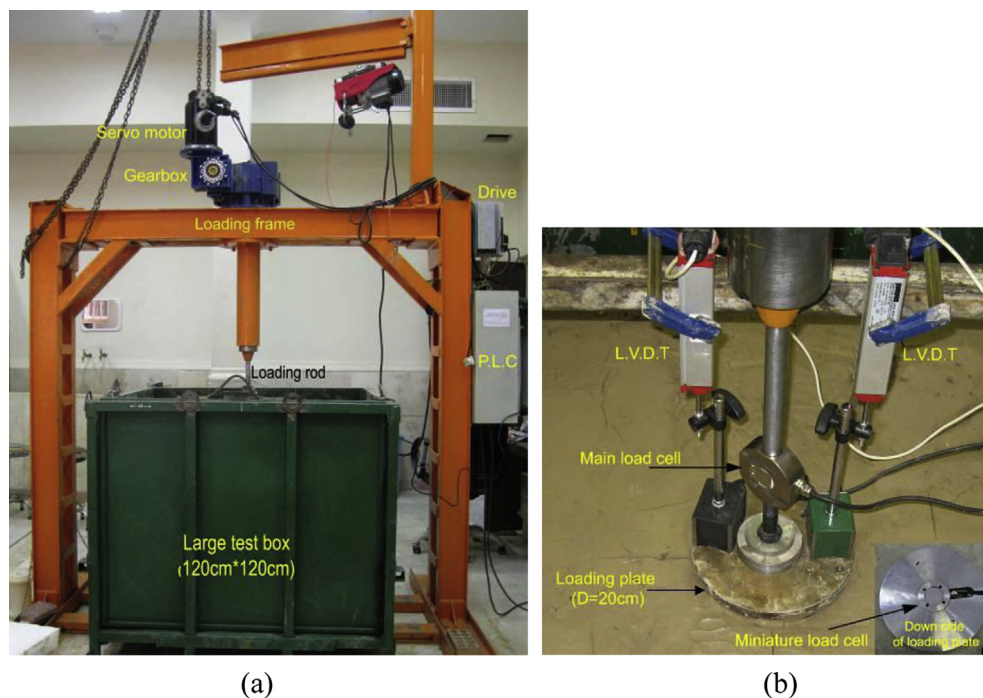 Servo motor
Gearbox
Drive
Loading frame
P.L.C
Loading rod
Large test box
(120cm*120cm)
L.V.D.T
L.V.D.T
Main load cell
Loading plate
(D=20cm)
Miniature load cell
Down side
of loading plate
(a)
(b)